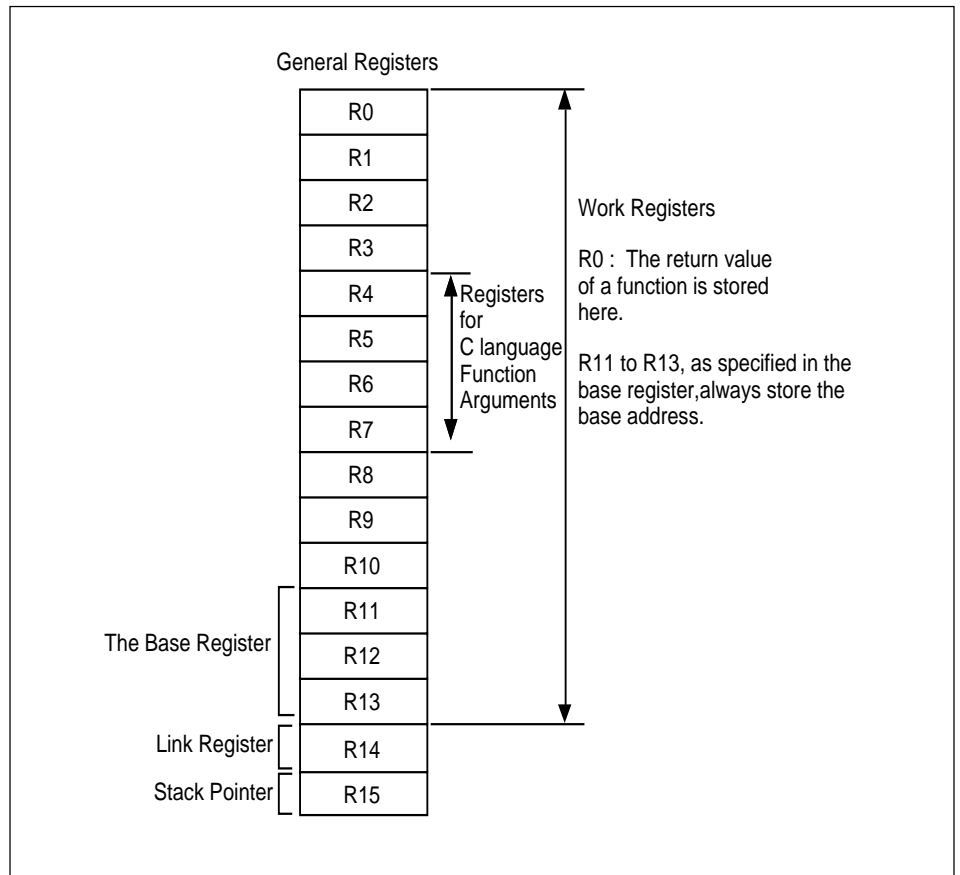 General Registers
R0
R1
R2
R3
R4
R5
R6
R7
R8
R9
R10
R11
R12
R13
R14
R15
Registers
for
C language
Function
Arguments
Work Registers
R0 : The return value
of a function is stored
here.
R11 to R13, as specified in the
base register,always store the
base address.
The Base Register
Link Register
Stack Pointer